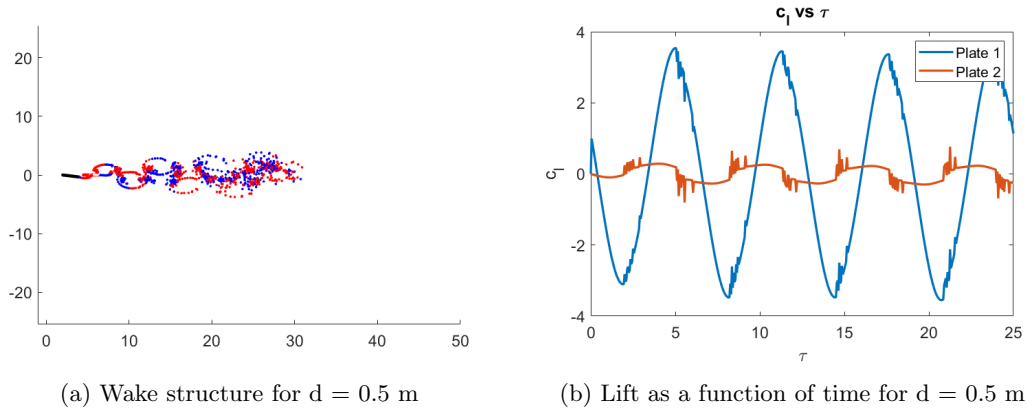 20
10
0
-10
-20
0 10 20 30 40 50
(a) Wake structure for d = 0.5 m
c_l vs τ
4
2
0
-2
-4
c_l
0 5 10 15 20 25
τ
Plate 1
Plate 2
(b) Lift as a function of time for d = 0.5 m